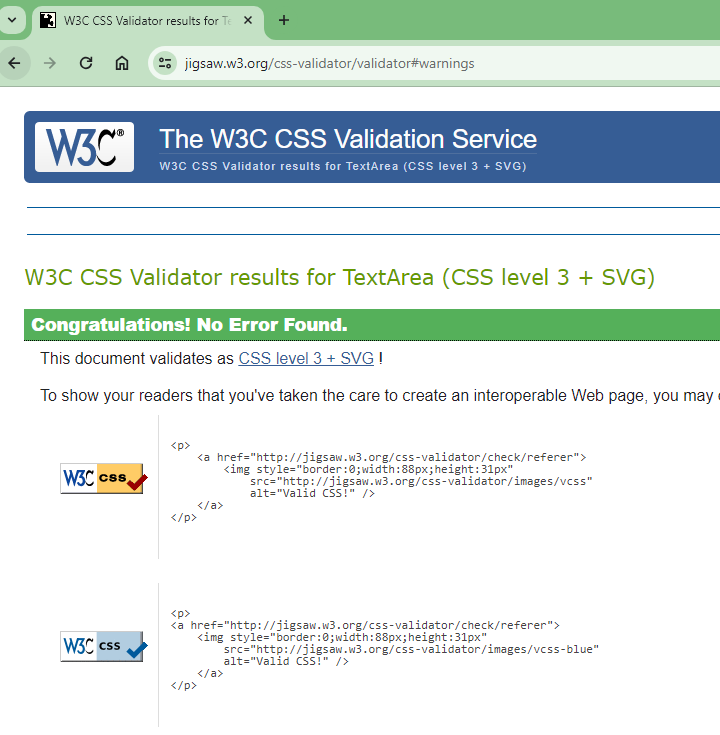 W3C CSS Validator results for Te
jigsaw.w3.org/css-validator/validator#warnings
W3C®
The W3C CSS Validation Service
W3C CSS Validator results for TextArea (CSS level 3 + SVG)
W3C CSS Validator results for TextArea (CSS level 3 + SVG)
Congratulations! No Error Found.
This document validates as CSS level 3 + SVG !
To show your readers that you've taken the care to create an interoperable Web page, you may
W3C css
<p>
<a href="http://jigsaw.w3.org/css-validator/check/referer">
<img style="border:0;width:88px;height:31px"
src="http://jigsaw.w3.org/css-validator/images/vcss"
alt="Valid CSS!" />
</a>
</p>
W3C css
<p>
<a href="http://jigsaw.w3.org/css-validator/check/referer">
<img style="border:0;width:88px;height:31px"
src="http://jigsaw.w3.org/css-validator/images/vcss-blue"
alt="Valid CSS!" />
</a>
</p>